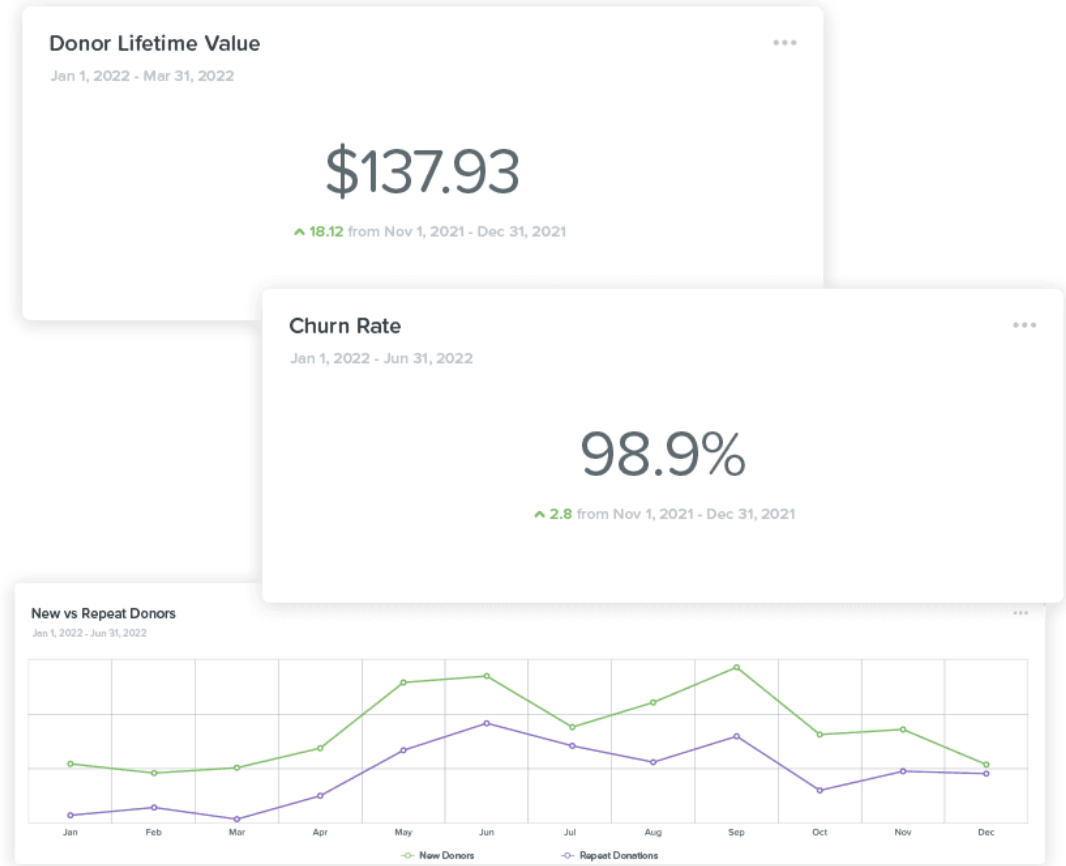 Donor Lifetime Value
Jan 1, 2022 - Mar 31, 2022
$137.93
18.12 from Nov 1, 2021 - Dec 31, 2021
Churn Rate
Jan 1, 2022 - Jun 31, 2022
98.9%
2.8 from Nov 1, 2021 - Dec 31, 2021
New vs Repeat Donors
Jan 1, 2022 - Jun 31, 2022
Jan Feb Mar Apr May Jun Jul Aug Sep Oct Nov Dec
New Donors Repeat Donations